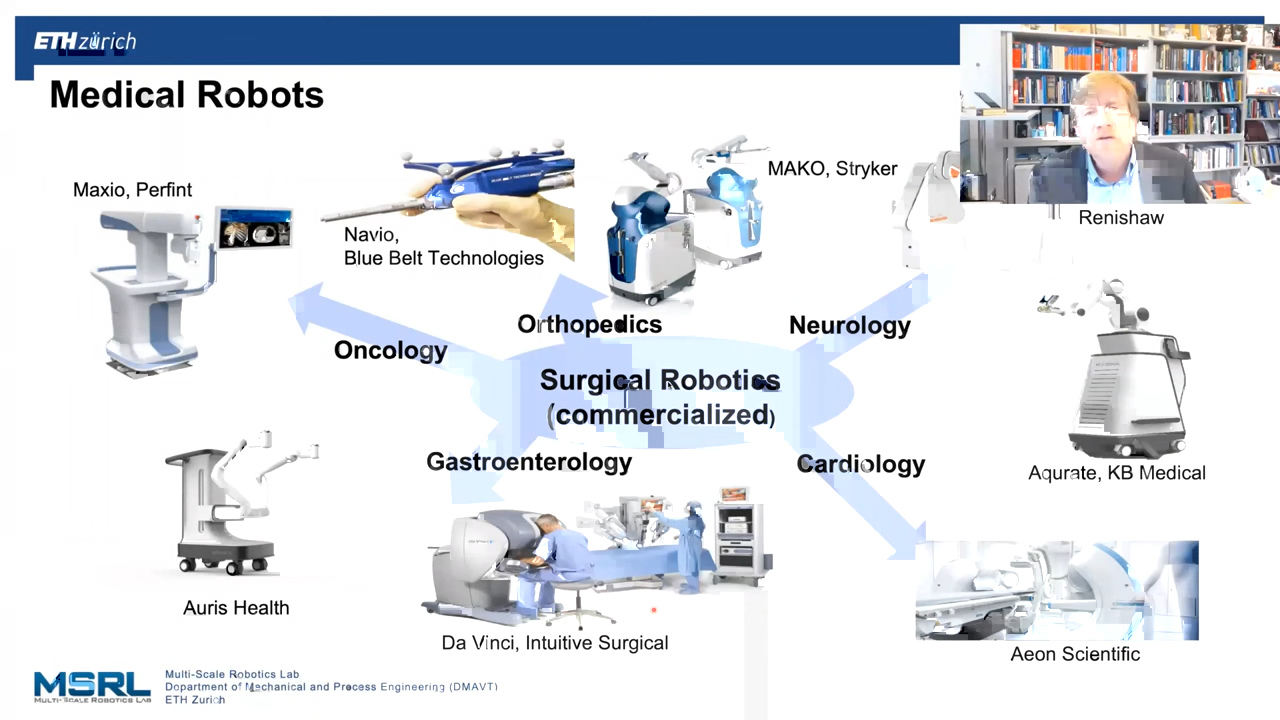 ETH zürich
Medical Robots
Maxio, Perfint
Navio,
Blue Belt Technologies
MAKO, Stryker
Renishaw
Orthopedics
Neurology
Oncology
Surgical Robotics
(commercialized)
Gastroenterology
Cardiology
Aqurate, KB Medical
Auris Health
Da Vinci, Intuitive Surgical
Aeon Scientific
MSRL
MULTI-SCALE ROBOTICS LAB
Multi-Scale Robotics Lab
Department of Mechanical and Process Engineering (DMAVT)
ETH Zurich